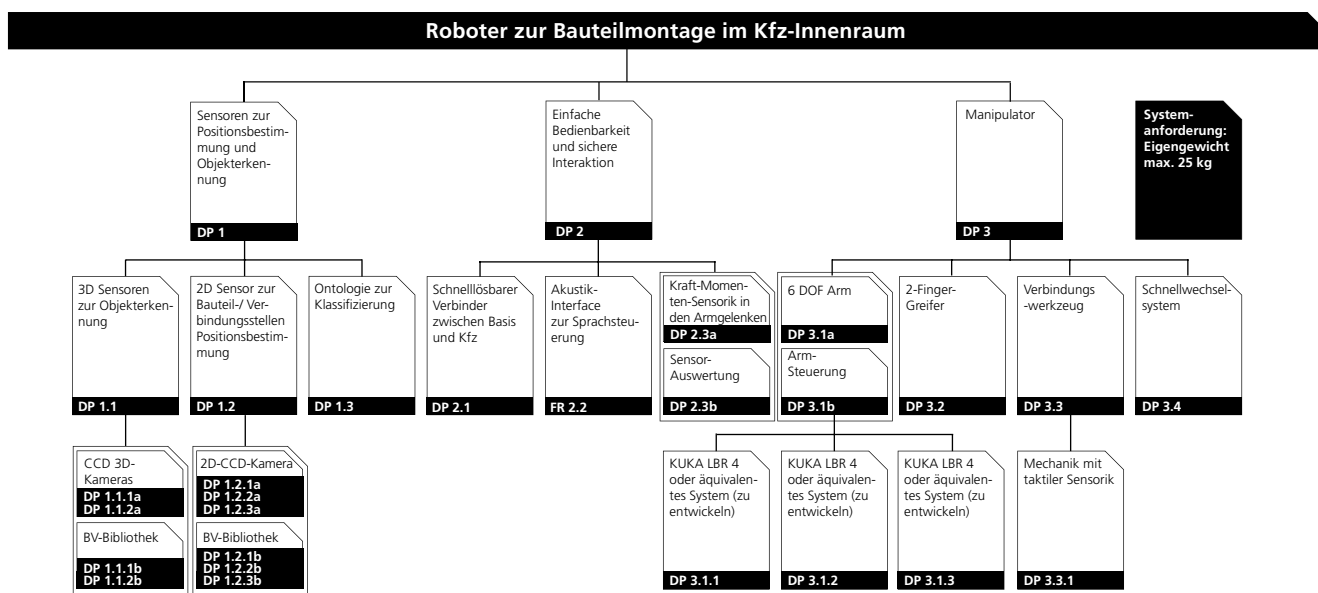 Roboter zur Bauteilmontage im Kfz-Innenraum
Sensoren zur
Positionsbestim-
mung und
Objekterken-
nung
DP 1
Einfache
Bedienbarkeit
und sichere
Interaktion
DP 2
Manipulator
DP 3
System-
anforderung:
Eigengewicht
max. 25 kg
3D Sensoren
zur Objekterken-
nung
DP 1.1
2D Sensor zur
Bauteil-/ Ver-
bindungsstellen
Positionsbestim-
mung
DP 1.2
Ontologie zur
Klassifizierung
DP 1.3
Schnelllösbarer
Verbinder
zwischen Basis
und Kfz
DP 2.1
Akustik-
Interface
zur Sprachsteu-
erung
FR 2.2
Kraft-Momen-
ten-Sensorik in
den Armgelenken
DP 2.3a
Sensor-
Auswertung
DP 2.3b
6 DOF Arm
DP 3.1a
Arm-
Steuerung
DP 3.1b
2-Finger-
Greifer
DP 3.2
Verbindungs
-werkzeug
DP 3.3
Schnellwechsel-
system
DP 3.4
CCD 3D-
Kameras
DP 1.1.1a
DP 1.1.2a
BV-Bibliothek
DP 1.1.1b
DP 1.1.2b
2D-CCD-Kamera
DP 1.2.1a
DP 1.2.2a
DP 1.2.3a
BV-Bibliothek
DP 1.2.1b
DP 1.2.2b
DP 1.2.3b
KUKA LBR 4
oder äquivalen-
tes System (zu
entwickeln)
DP 3.1.1
KUKA LBR 4
oder äquivalen-
tes System (zu
entwickeln)
DP 3.1.2
KUKA LBR 4
oder äquivalen-
tes System (zu
entwickeln)
DP 3.1.3
Mechanik mit
taktiler Sensorik
DP 3.3.1